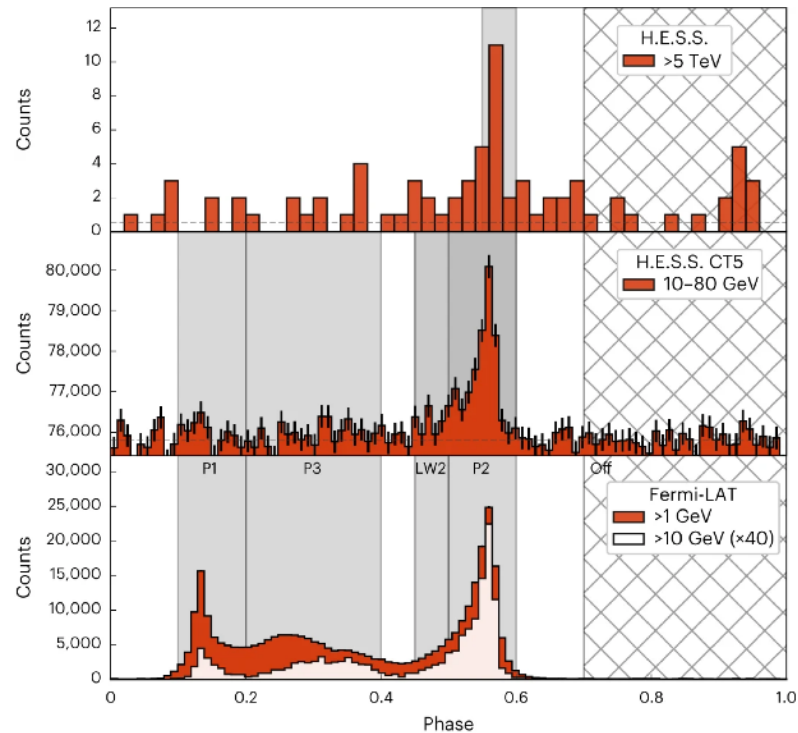 12
10
8
6
4
2
0
Counts
H.E.S.S.
>5 TeV
80,000
79,000
78,000
77,000
76,000
Counts
H.E.S.S. CT5
10–80 GeV
P1 P3 LW2 P2 Off
30,000
25,000
20,000
15,000
10,000
5,000
0
Counts
Fermi-LAT
>1 GeV
>10 GeV (×40)
0 0.2 0.4 0.6 0.8 1.0
Phase